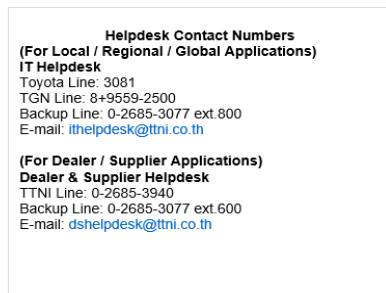 Helpdesk Contact Numbers
(For Local / Regional / Global Applications)
IT Helpdesk
Toyota Line: 3081
TGN Line: 8+9559-2500
Backup Line: 0-2685-3077 ext.800
E-mail: ithelpdesk@ttni.co.th
(For Dealer / Supplier Applications)
Dealer & Supplier Helpdesk
TTNI Line: 0-2685-3940
Backup Line: 0-2685-3077 ext.600
E-mail: dshelpdesk@ttni.co.th